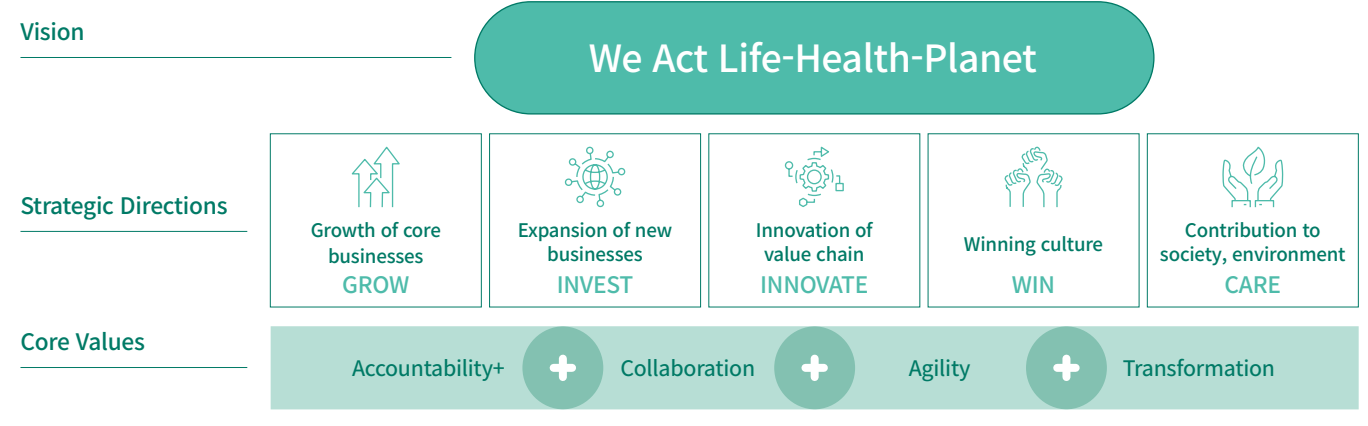 Vision
We Act Life-Health-Planet
Strategic Directions
Growth of core
businesses
GROW
Expansion of new
businesses
INVEST
Innovation of
value chain
INNOVATE
Winning culture
WIN
Contribution to
society, environment
CARE
Core Values
Accountability+
Collaboration
Agility
Transformation